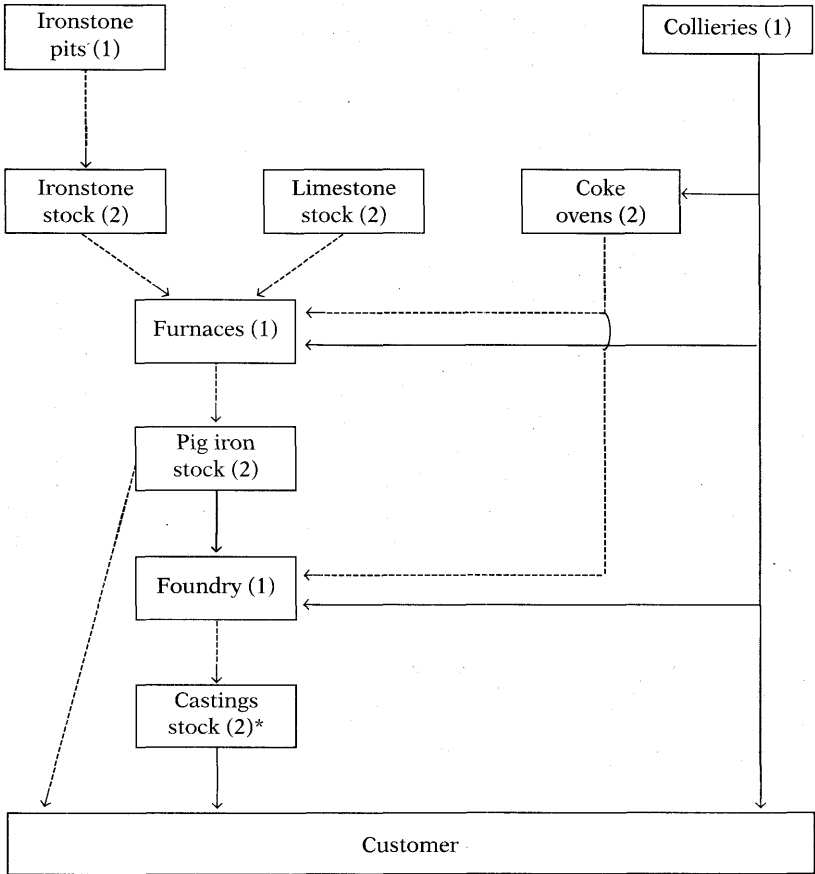 Ironstone
pits (1)
Collieries (1)
Ironstone
stock (2)
Limestone
stock (2)
Coke
ovens (2)
Furnaces (1)
Pig iron
stock (2)
Foundry (1)
Castings
stock (2)*
Customer